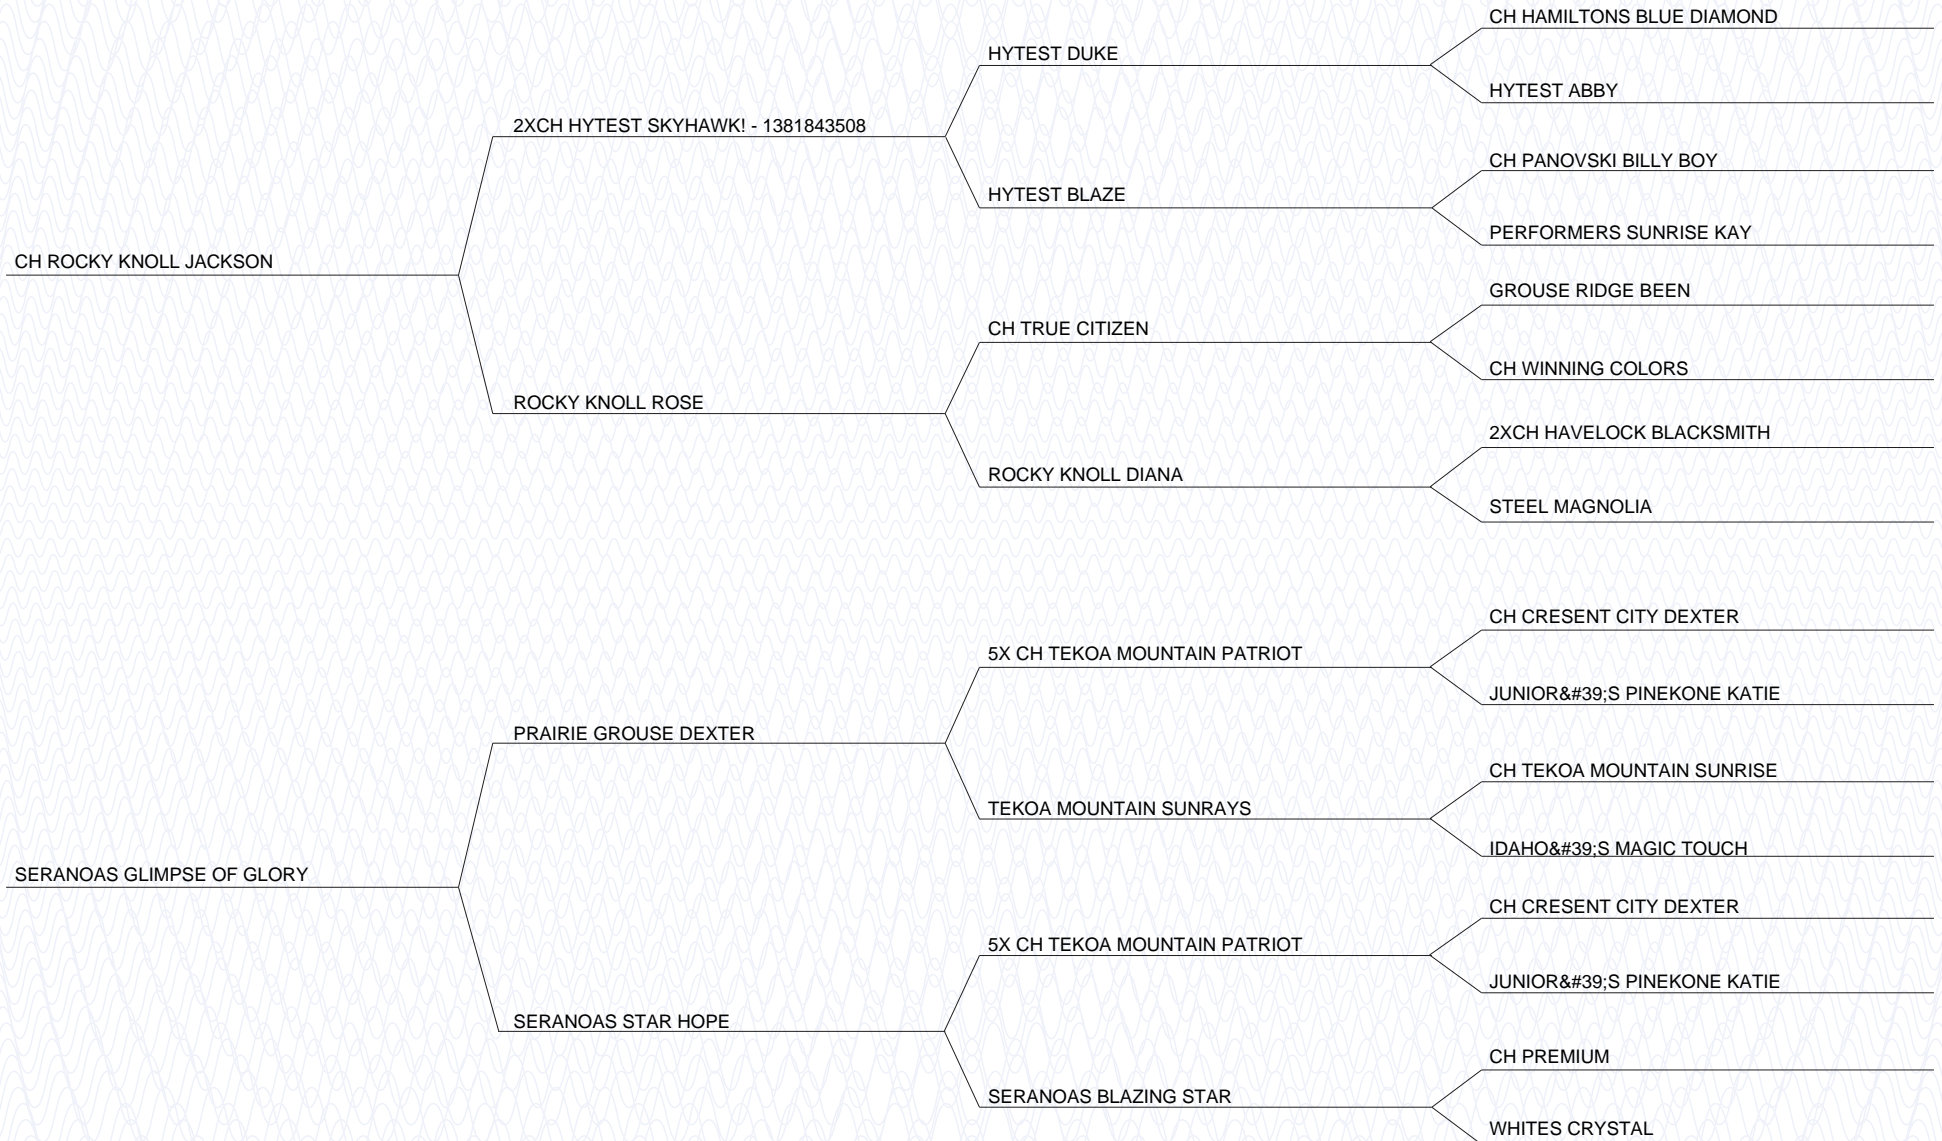 CH HAMILTONS BLUE DIAMOND
HYTEST DUKE
HYTEST ABBY
2XCH HYTEST SKYHAWK! - 1381843508
CH PANOVSKI BILLY BOY
HYTEST BLAZE
PERFORMERS SUNRISE KAY
CH ROCKY KNOLL JACKSON
GROUSE RIDGE BEEN
CH TRUE CITIZEN
CH WINNING COLORS
ROCKY KNOLL ROSE
2XCH HAVELOCK BLACKSMITH
ROCKY KNOLL DIANA
STEEL MAGNOLIA
CH CRESENT CITY DEXTER
5X CH TEKOA MOUNTAIN PATRIOT
JUNIOR&#39;S PINEKONE KATIE
PRAIRIE GROUSE DEXTER
CH TEKOA MOUNTAIN SUNRISE
TEKOA MOUNTAIN SUNRAYS
IDAHO&#39;S MAGIC TOUCH
SERANOAS GLIMPSE OF GLORY
CH CRESENT CITY DEXTER
5X CH TEKOA MOUNTAIN PATRIOT
JUNIOR&#39;S PINEKONE KATIE
SERANOAS STAR HOPE
CH PREMIUM
SERANOAS BLAZING STAR
WHITES CRYSTAL